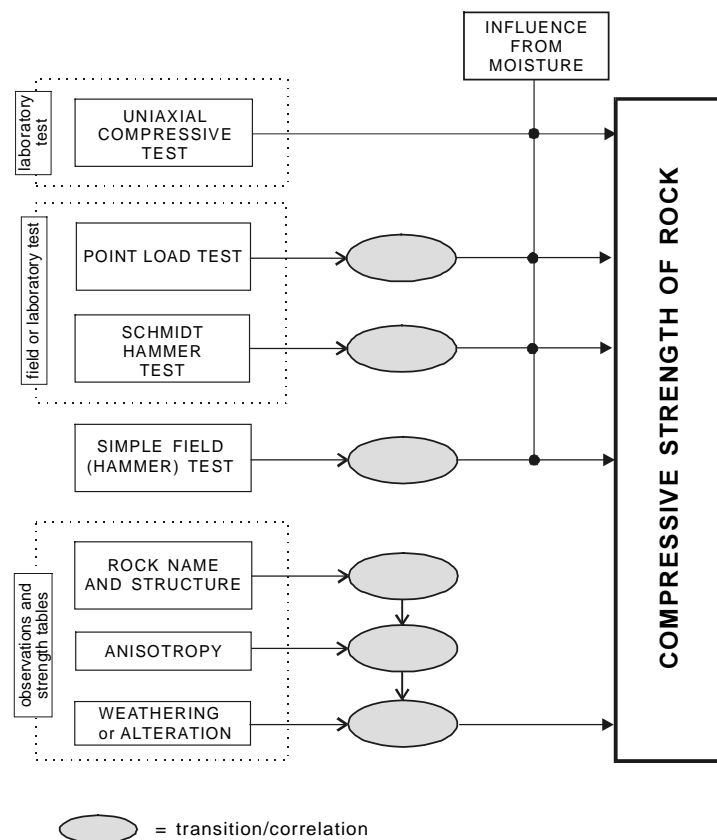 INFLUENCE
FROM
MOISTURE
laboratory
test
UNIAXIAL
COMPRESSIVE
TEST
field or laboratory test
POINT LOAD TEST
SCHMIDT
HAMMER
TEST
SIMPLE FIELD
(HAMMER) TEST
observations and
strength tables
ROCK NAME
AND STRUCTURE
ANISOTROPY
WEATHERING
or ALTERATION
COMPRESSIVE STRENGTH OF ROCK
= transition/correlation